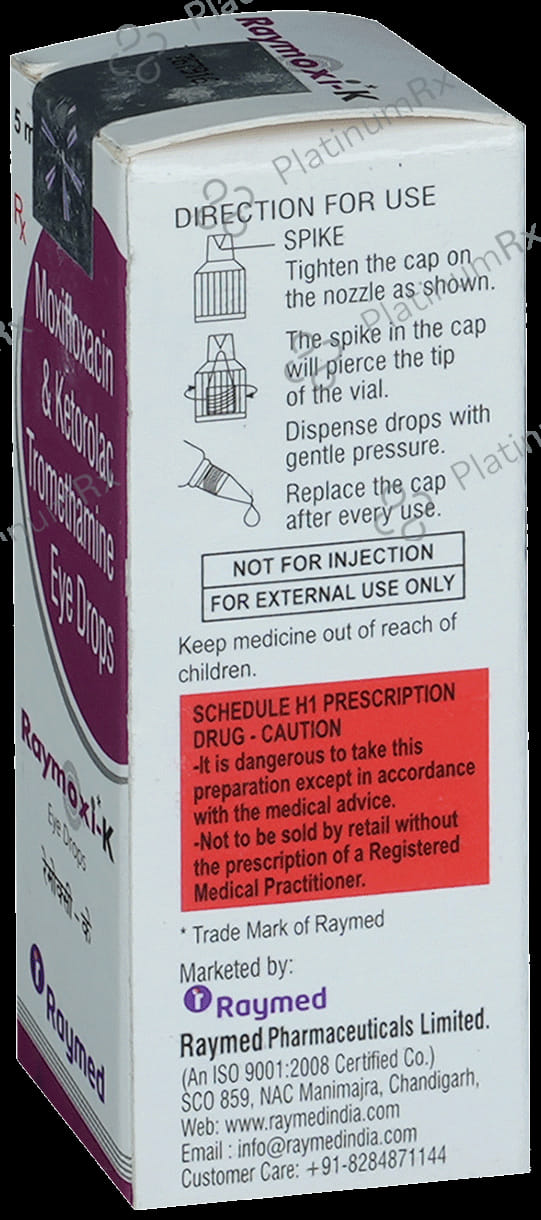 Raymoxi-K
5 m
Rx
Moxifloxacin
& Ketorolac
Tromethamine
Eye Drops
Raymoxi-K
Eye Drops
रेमोक्सी - के
Raymed
DIRECTION FOR USE
SPIKE
Tighten the cap on
the nozzle as shown.
The spike in the cap
will pierce the tip
of the vial.
Dispense drops with
gentle pressure.
Replace the cap
after every use.
NOT FOR INJECTION
FOR EXTERNAL USE ONLY
Keep medicine out of reach of
children.
SCHEDULE H1 PRESCRIPTION
DRUG - CAUTION
-It is dangerous to take this
preparation except in accordance
with the medical advice.
-Not to be sold by retail without
the prescription of a Registered
Medical Practitioner.
* Trade Mark of Raymed
Marketed by:
Raymed
Raymed Pharmaceuticals Limited.
(An ISO 9001:2008 Certified Co.)
SCO 859, NAC Manimajra, Chandigarh,
Web: www.raymedindia.com
Email : info@raymedindia.com
Customer Care: +91-8284871144
PlatinumRx
PlatinumRx
PlatinumRx